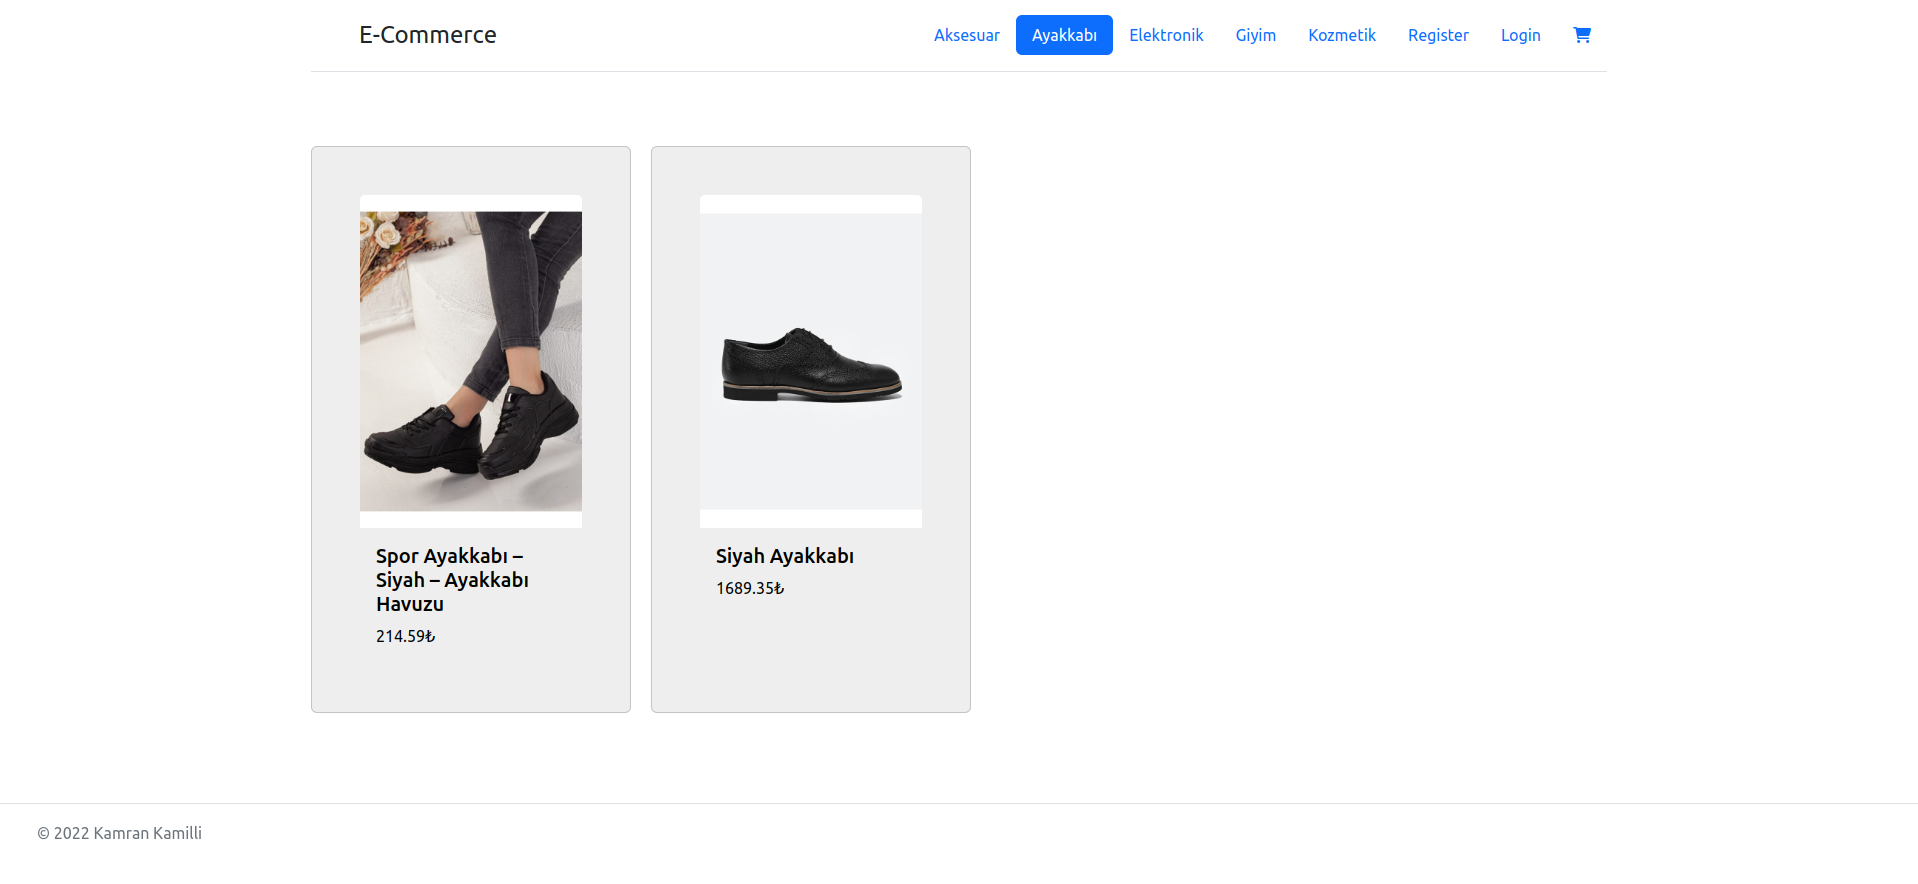 E-Commerce
Aksesuar Ayakkabı Elektronik Giyim Kozmetik Register Login
Spor Ayakkabı –
Siyah – Ayakkabı
Havuzu
214.59₺
Siyah Ayakkabı
1689.35₺
© 2022 Kamran Kamilli